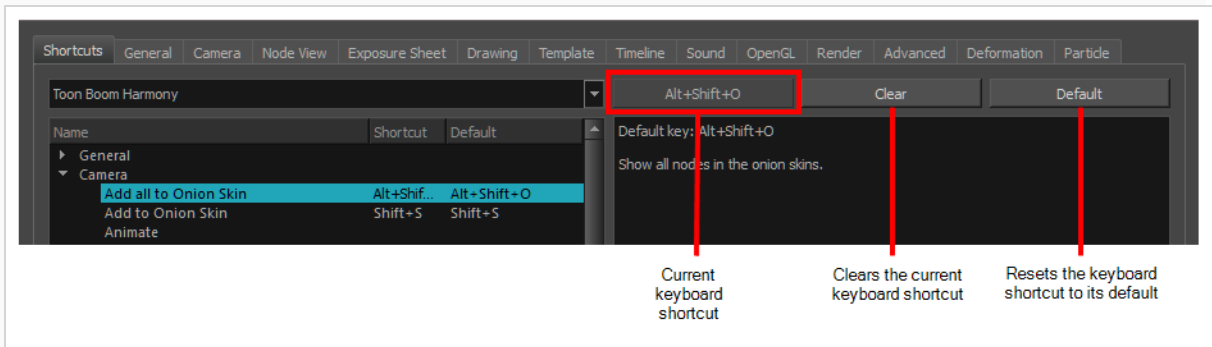 Shortcuts General Camera Node View Exposure Sheet Drawing Template Timeline Sound OpenGL Render Advanced Deformation Particle
Toon Boom Harmony
Alt+Shift+O Clear Default
Name Shortcut Default
General
Camera
Add all to Onion Skin Alt+Shif... Alt+Shift+O
Add to Onion Skin Shift+S Shift+S
Animate
Default key: Alt+Shift+O
Show all nodes in the onion skins.
Current
keyboard
shortcut
Clears the current
keyboard shortcut
Resets the keyboard
shortcut to its default